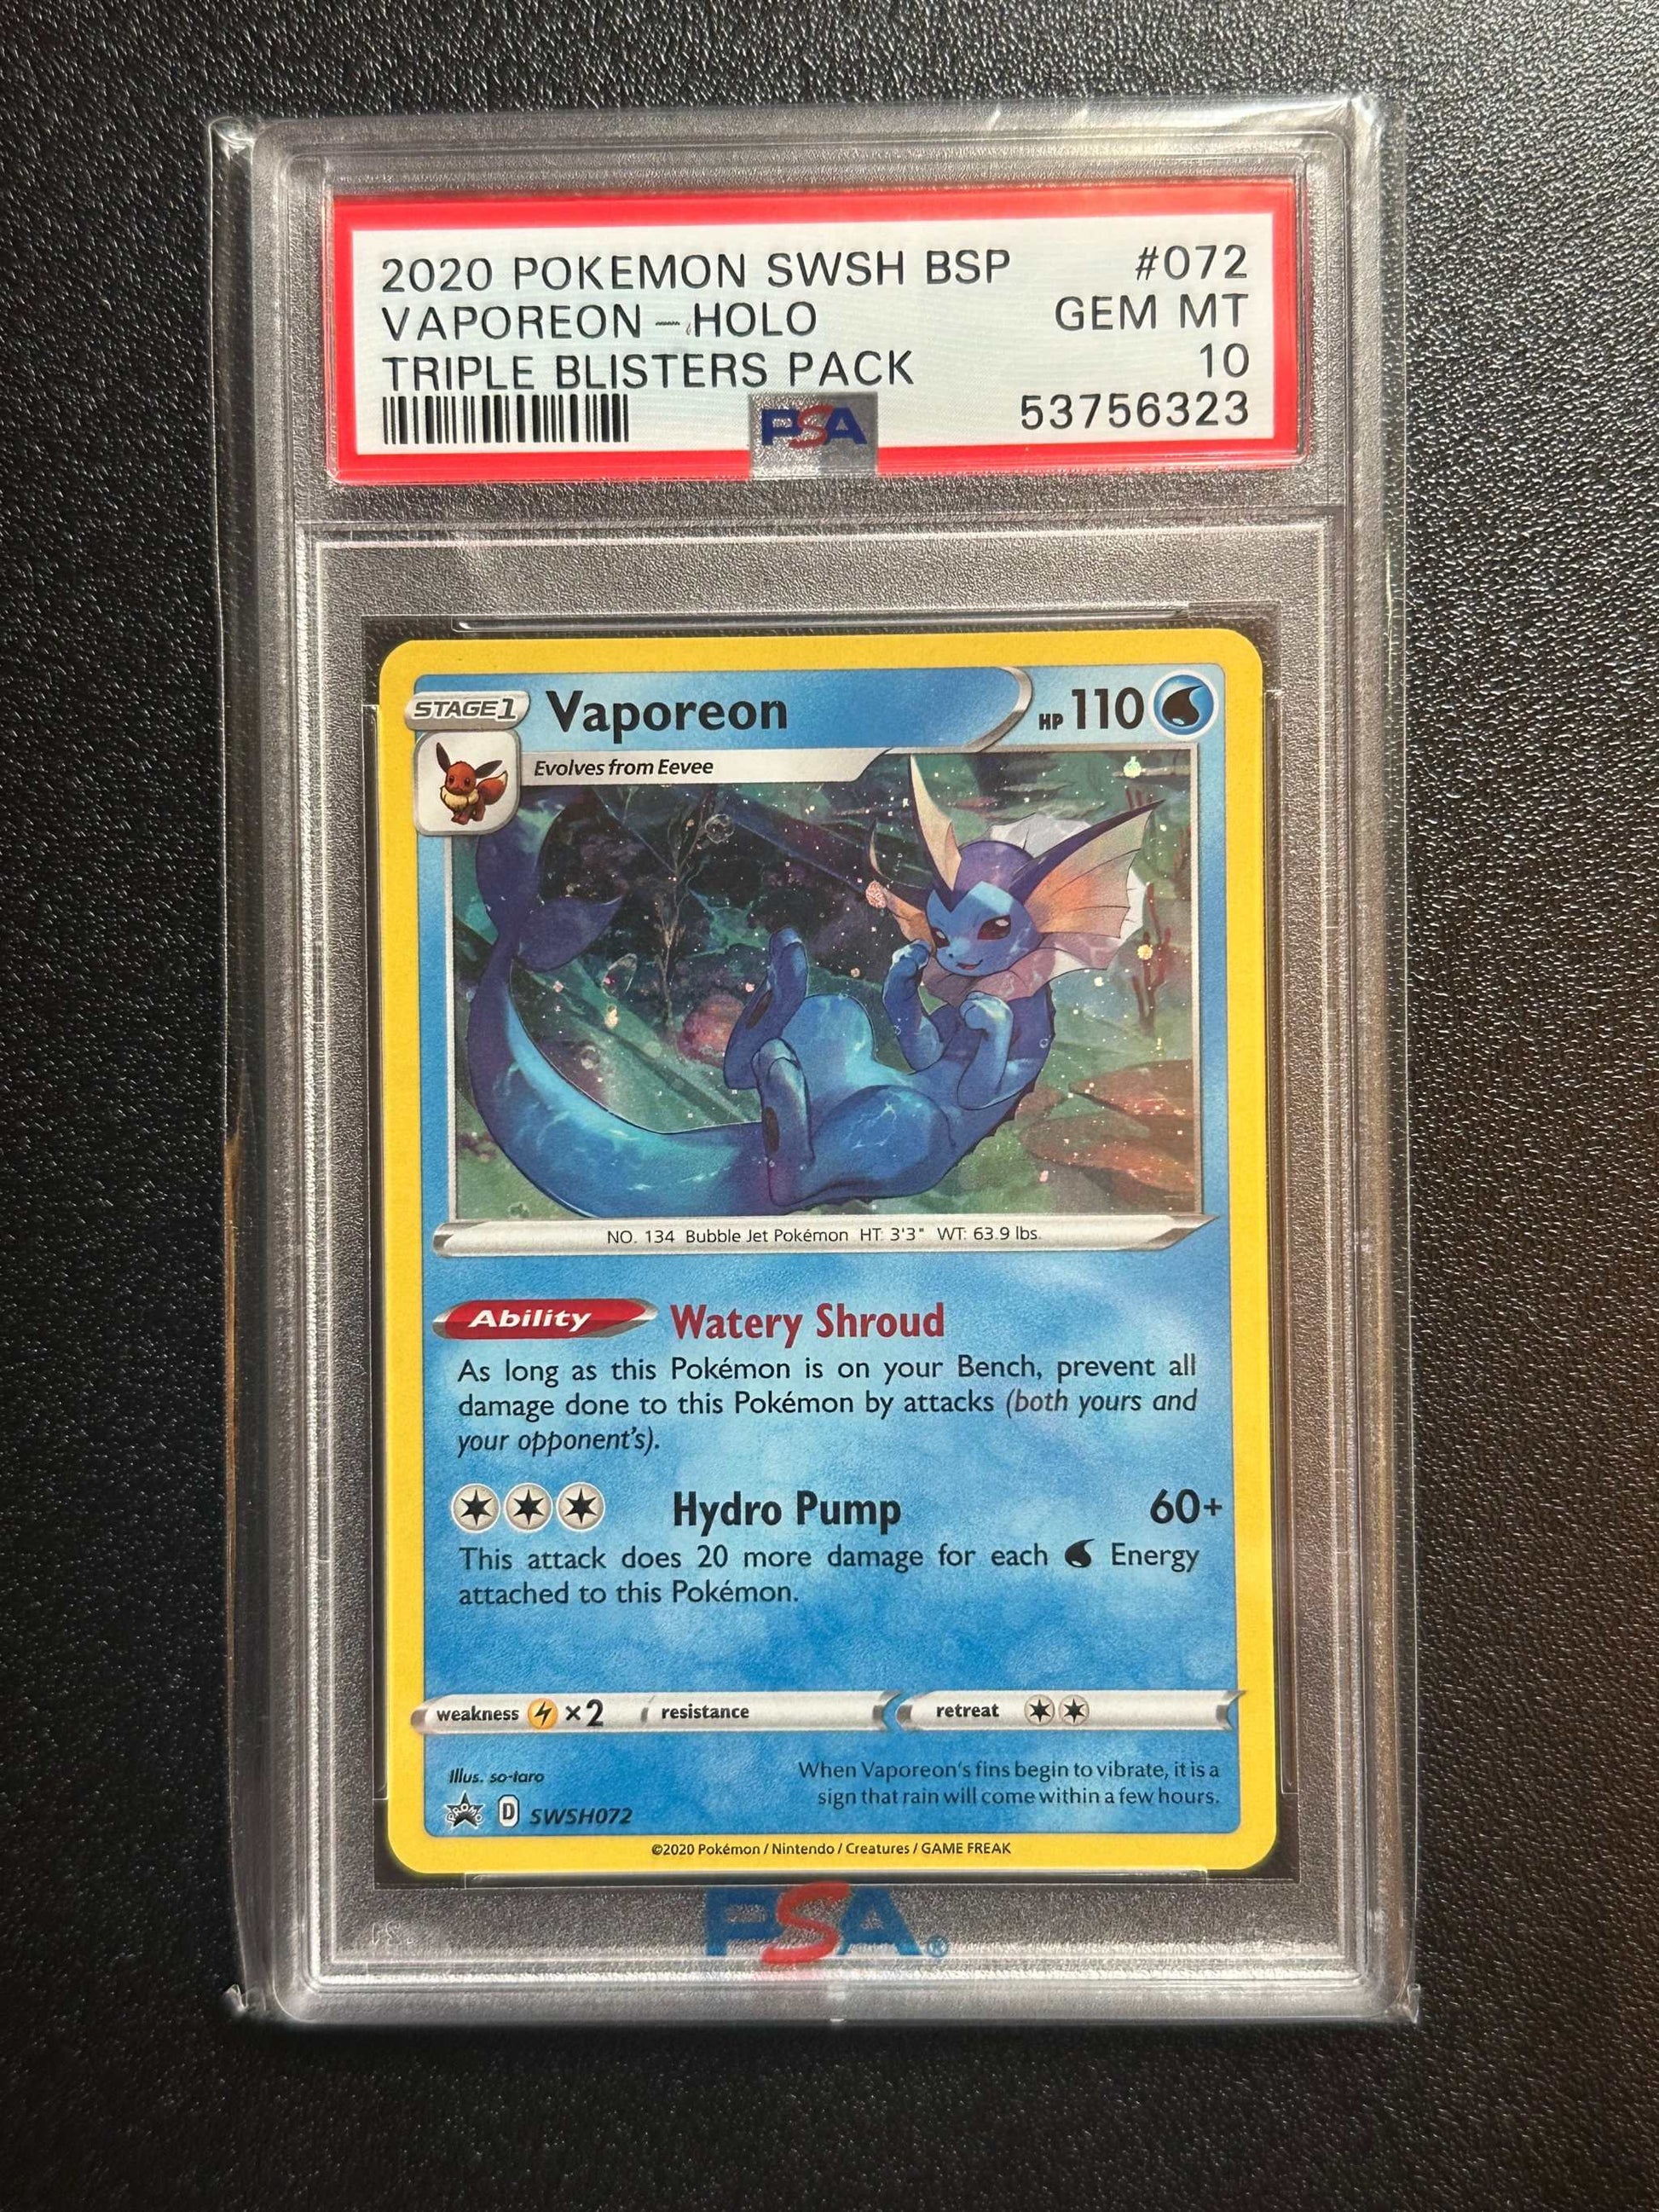 2020 POKEMON SWSH BSP #072
VAPOREON-HOLO GEM MT
TRIPLE BLISTERS PACK 10
PSA 53756323
STAGE 1 Vaporeon HP 110
Evolves from Eevee
NO. 134 Bubble Jet Pokémon HT: 3'3" WT: 63.9 lbs.
Ability Watery Shroud
As long as this Pokémon is on your Bench, prevent all
damage done to this Pokémon by attacks (both yours and
your opponent's).
Hydro Pump 60+
This attack does 20 more damage for each Energy
attached to this Pokémon.
weakness ×2 resistance retreat
When Vaporeon's fins begin to vibrate, it is a
sign that rain will come within a few hours.
Illus. so-taro
PROMO D SWSH072
©2020 Pokémon / Nintendo / Creatures / GAME FREAK
PSA®